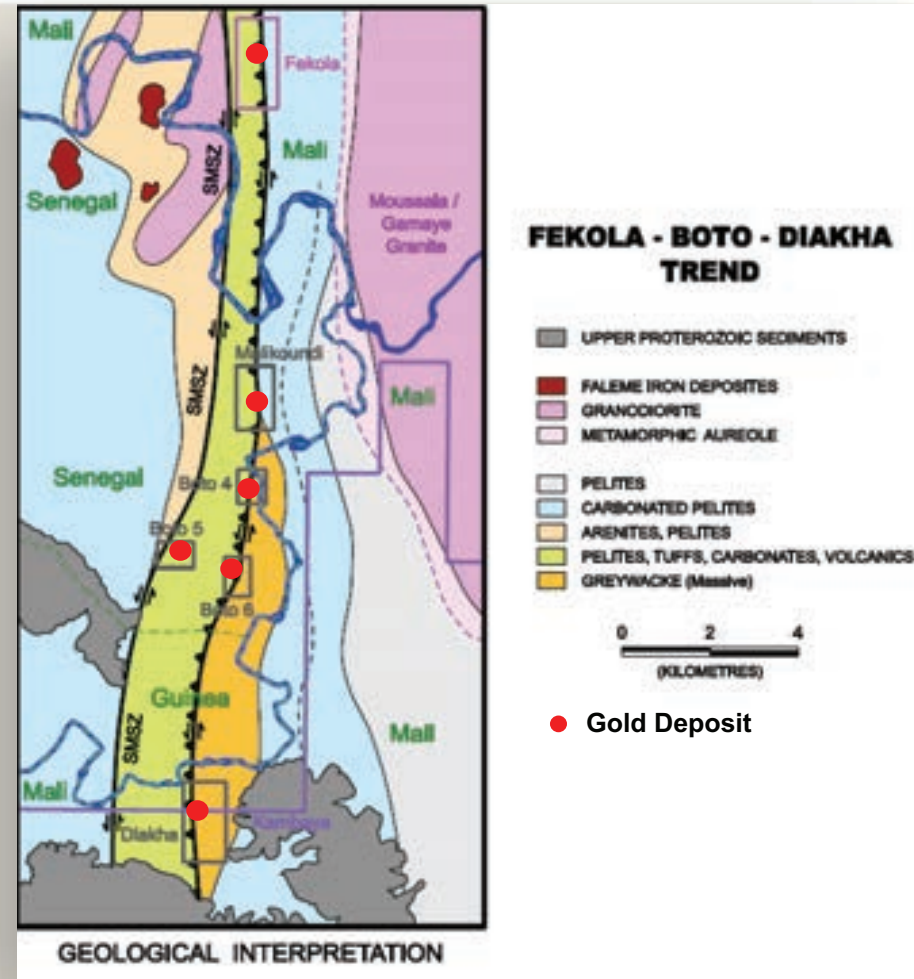 Mali
Fekola
SMSZ
Mali
Senegal
Moussala /
Gamaye
Granite
Malikoundi
SMSZ
Mali
Senegal
Boto 4
Boto 5
Boto 6
Guinea
SMSZ
Mali
Mali
Kambaya
Diakha
GEOLOGICAL INTERPRETATION
FEKOLA - BOTO - DIAKHA
TREND
UPPER PROTEROZOIC SEDIMENTS
FALEME IRON DEPOSITES
GRANODIORITE
METAMORPHIC AUREOLE
PELITES
CARBONATED PELITES
ARENITES, PELITES
PELITES, TUFFS, CARBONATES, VOLCANICS
GREYWACKE (Massive)
0 2 4
(KILOMETRES)
Gold Deposit